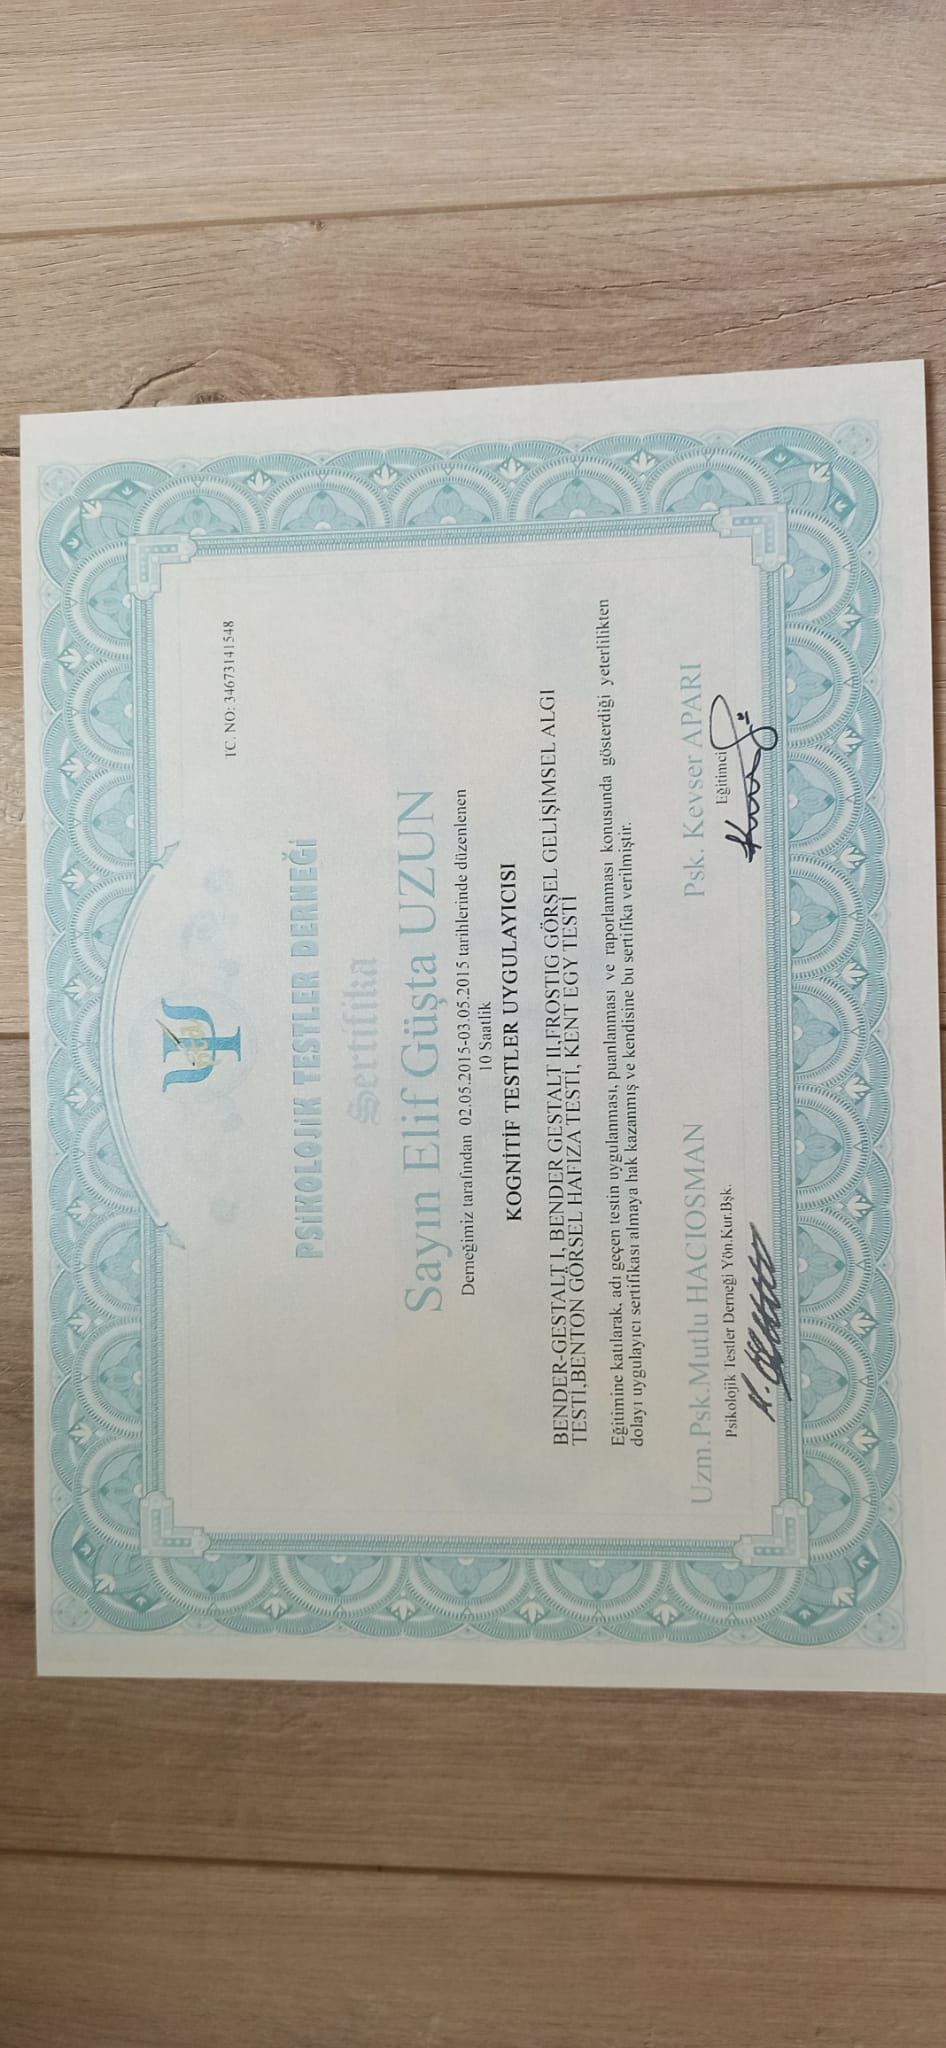 TC. NO: 34673141548
PSİKOLOJİK TESTLER DERNEĞİ
Sertifika
Sayın Elif Güşta UZUN
Derneğimiz tarafından 02.05.2015-03.05.2015 tarihlerinde düzenlenen
10 Saatlik
KOGNİTİF TESTLER UYGULAYICISI
BENDER-GESTALT I, BENDER GESTALT II,FROSTIG GÖRSEL GELİŞİMSEL ALGI
TESTİ,BENTON GÖRSEL HAFIZA TESTİ, KENT EGY TESTİ
Eğitimine katılarak, adı geçen testin uygulanması, puanlanması ve raporlanması konusunda gösterdiği yeterlilikten
dolayı uygulayıcı sertifikası almaya hak kazanmış ve kendisine bu sertifika verilmiştir.
Uzm.Psk.Mutlu HACIOSMAN Psk. Kevser APARI
Psikolojik Testler Derneği Yön.Kur.Bşk. Eğitimci